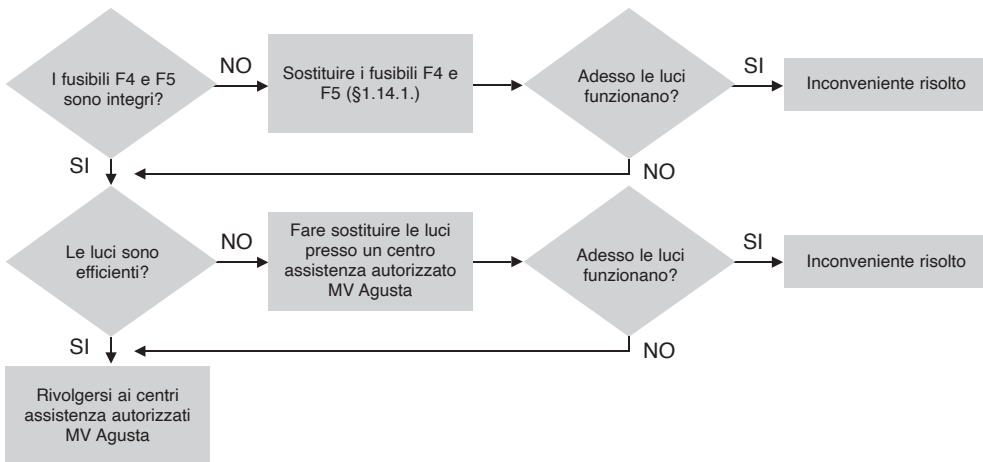 I fusibili F4 e F5
sono integri?
NO
Sostituire i fusibili F4 e
F5 (§1.14.1.)
Adesso le luci
funzionano?
SI
Inconveniente risolto
SI
NO
Le luci sono
efficienti?
NO
Fare sostituire le luci
presso un centro
assistenza autorizzato
MV Agusta
Adesso le luci
funzionano?
SI
Inconveniente risolto
SI
NO
Rivolgersi ai centri
assistenza autorizzati
MV Agusta